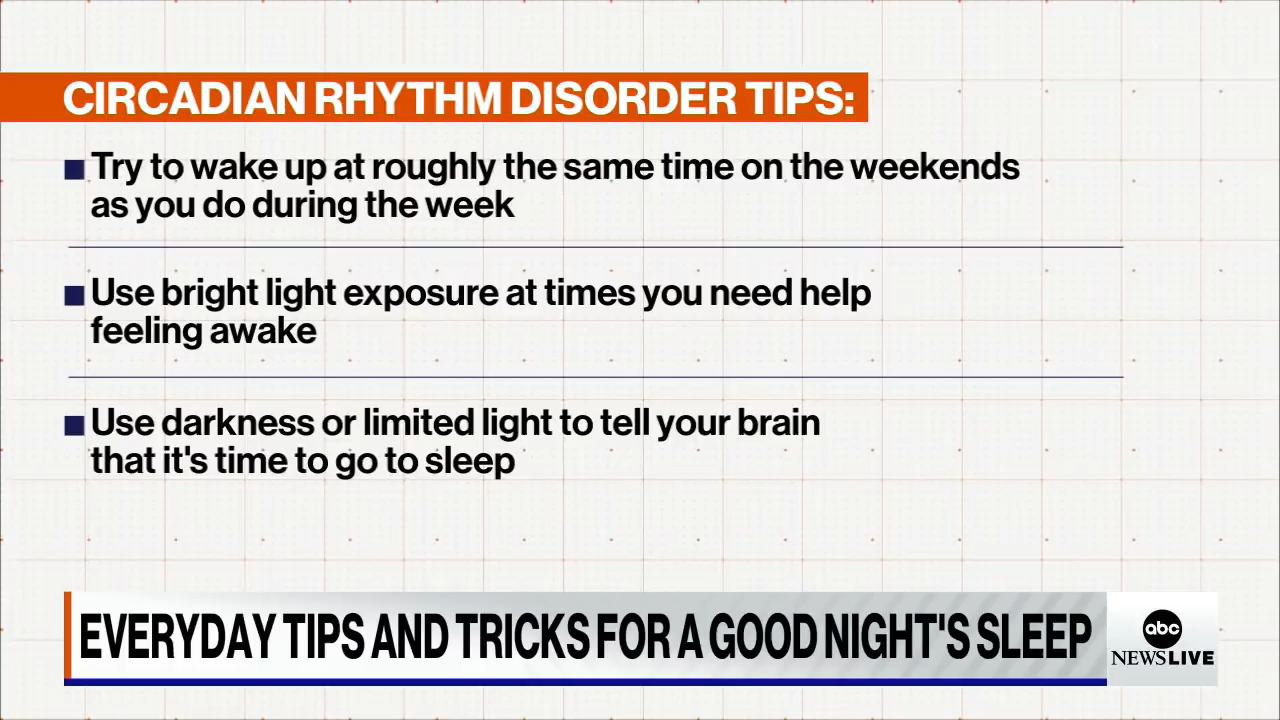 CIRCADIAN RHYTHM DISORDER TIPS:
Try to wake up at roughly the same time on the weekends
as you do during the week
Use bright light exposure at times you need help
feeling awake
Use darkness or limited light to tell your brain
that it's time to go to sleep
EVERYDAY TIPS AND TRICKS FOR A GOOD NIGHT'S SLEEP
abc
NEWSLIVE